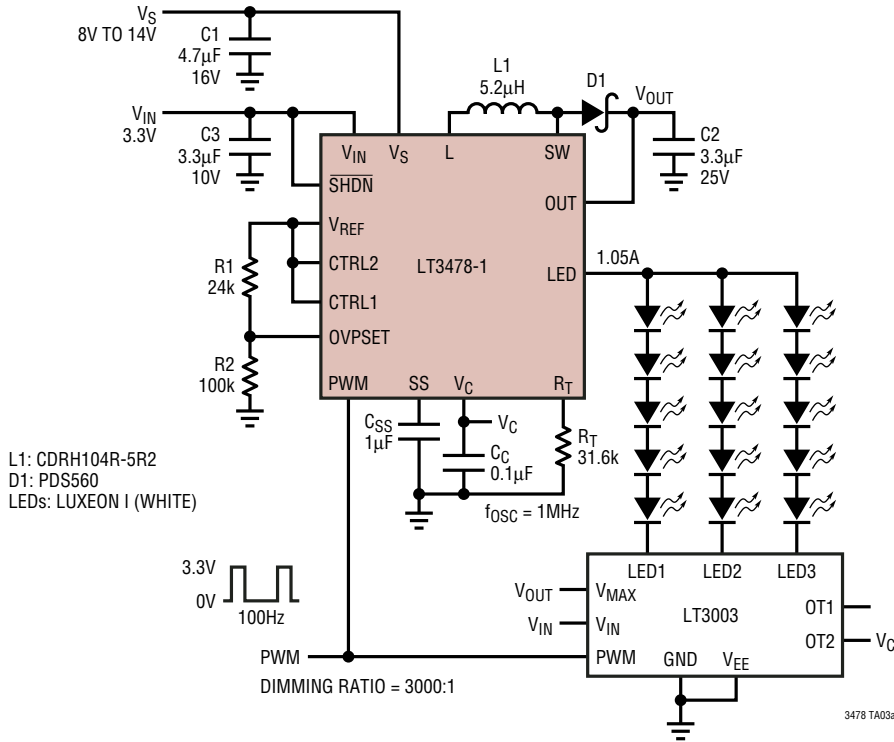 VS
8V TO 14V
C1
4.7µF
16V
VIN
3.3V
C3
3.3µF
10V
L1
5.2µH
D1
VOUT
C2
3.3µF
25V
VIN
VS
L
SW
SHDN
OUT
VREF
CTRL2
LT3478-1
LED
1.05A
CTRL1
OVPSET
R1
24k
R2
100k
PWM
SS
VC
RT
CSS
1µF
VC
CC
0.1µF
RT
31.6k
fOSC = 1MHz
L1: CDRH104R-5R2
D1: PDS560
LEDs: LUXEON I (WHITE)
3.3V
0V
100Hz
PWM
DIMMING RATIO = 3000:1
LED1
LED2
LED3
VOUT
VMAX
LT3003
OT1
VIN
VIN
OT2
VC
PWM
GND
VEE
3478 TA03a